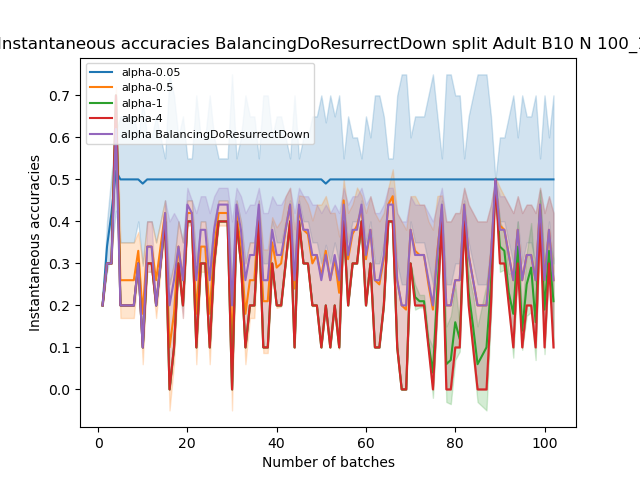 Instantaneous accuracies BalancingDoResurrectDown split Adult B10 N 100_
alpha-0.05
alpha-0.5
alpha-1
alpha-4
alpha BalancingDoResurrectDown
Instantaneous accuracies
0.7
0.6
0.5
0.4
0.3
0.2
0.1
0.0
0 20 40 60 80 100
Number of batches